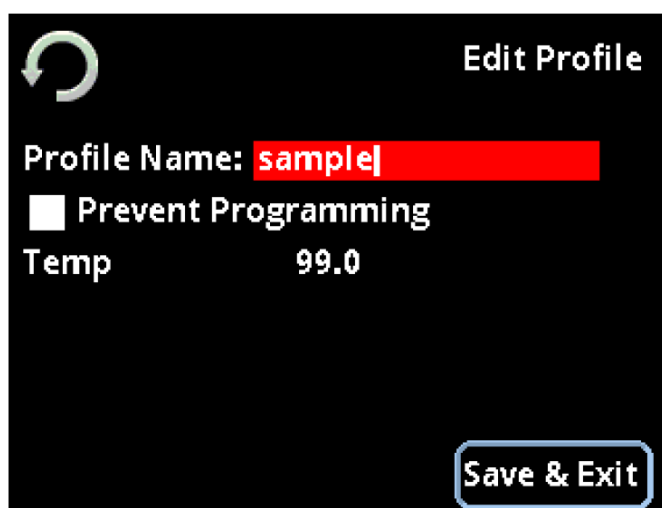 Edit Profile
Profile Name: sample
Prevent Programming
Temp 99.0
Save & Exit